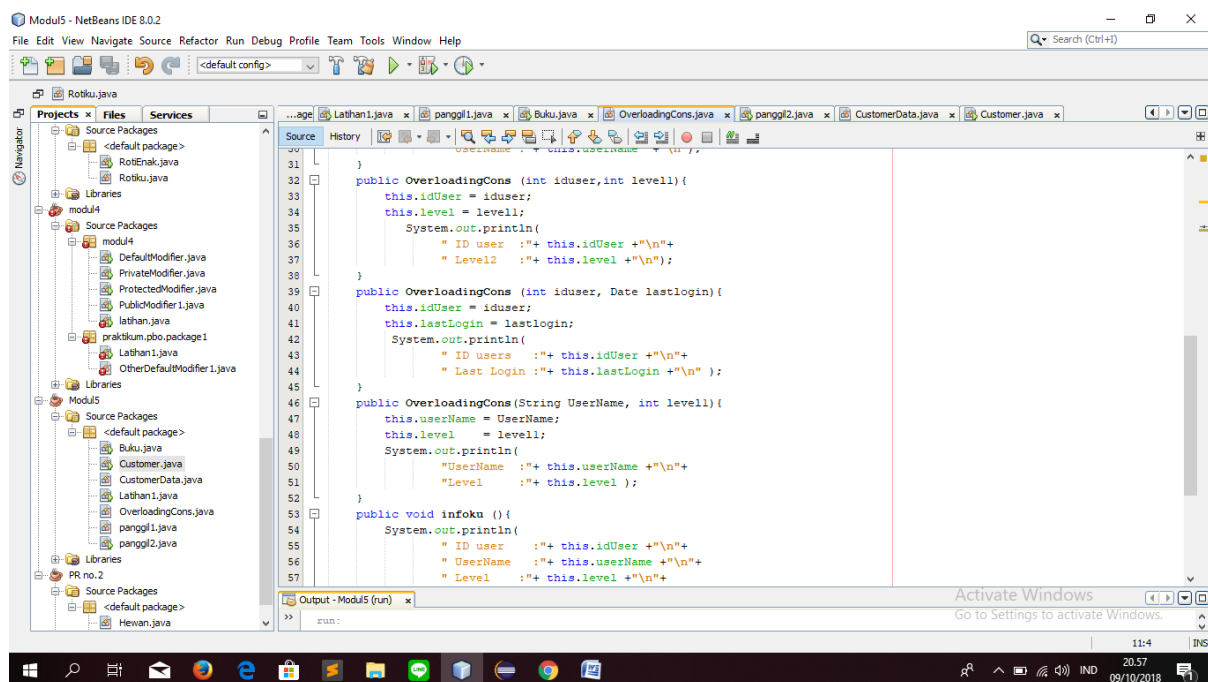 Modul5 - NetBeans IDE 8.0.2
File Edit View Navigate Source Refactor Run Debug Profile Team Tools Window Help
Search (Ctrl+I)
<default config>
Rotiku.java
Projects Files Services
...age Latihan1.java panggil1.java Buku.java OverloadingCons.java panggil2.java CustomerData.java Customer.java
Navigator
Source Packages
<default package>
RotiEnak.java
Rotiku.java
Libraries
modul4
Source Packages
modul4
DefaultModifier.java
PrivateModifier.java
ProtectedModifier.java
PublicModifier1.java
latihan.java
praktikum.pbo.package1
Latihan1.java
OtherDefaultModifier1.java
Libraries
Modul5
Source Packages
<default package>
Buku.java
Customer.java
CustomerData.java
Latihan1.java
OverloadingCons.java
panggil1.java
panggil2.java
Libraries
PR no.2
Source Packages
<default package>
Hewan.java
Source History
30 UserName : "+ this.userName + "\n");
31 }
32 public OverloadingCons (int iduser,int levell){
33 this.idUser = iduser;
34 this.level = levell;
35 System.out.println(
36 " ID user :"+ this.idUser +"\n"+
37 " Level2 :"+ this.level +"\n");
38 }
39 public OverloadingCons (int iduser, Date lastlogin){
40 this.idUser = iduser;
41 this.lastLogin = lastlogin;
42 System.out.println(
43 " ID users :"+ this.idUser +"\n"+
44 " Last Login :"+ this.lastLogin +"\n" );
45 }
46 public OverloadingCons(String UserName, int levell){
47 this.userName = UserName;
48 this.level = levell;
49 System.out.println(
50 "UserName :"+ this.userName +"\n"+
51 "Level :"+ this.level );
52 }
53 public void infoku (){
54 System.out.println(
55 " ID user :"+ this.idUser +"\n"+
56 " UserName :"+ this.userName +"\n"+
57 " Level :"+ this.level +"\n"+
Output - Modul5 (run)
run:
Activate Windows
Go to Settings to activate Windows.
11:4 INS
IND
20.57
09/10/2018